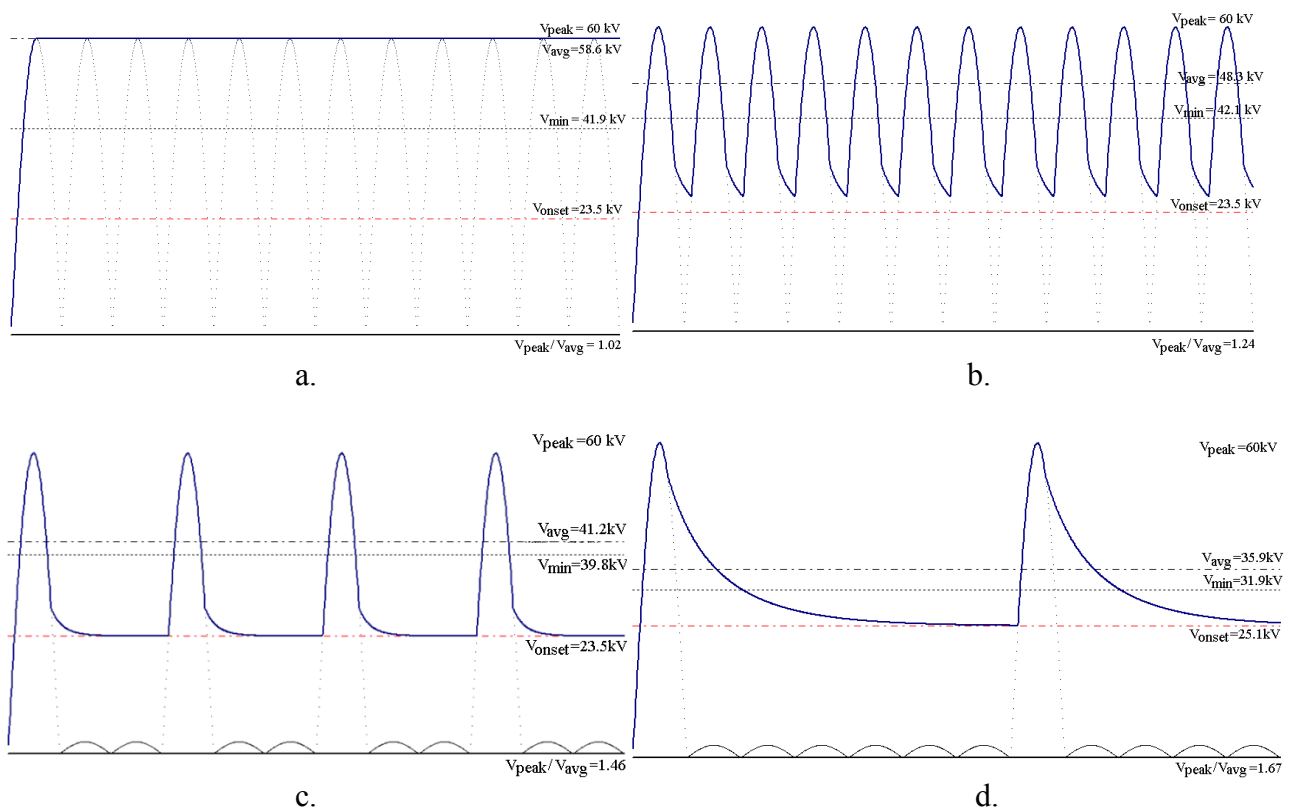 Vpeak = 60 kV
Vavg=58.6 kV
Vmin = 41.9 kV
Vonset=23.5 kV
Vpeak/Vavg = 1.02
a.
Vpeak= 60 kV
Vavg = 48.3 kV
Vmin = 42.1 kV
Vonset=23.5 kV
Vpeak/Vavg =1.24
b.
Vpeak =60 kV
Vavg=41.2kV
Vmin=39.8kV
Vonset=23.5kV
Vpeak/Vavg =1.46
c.
Vpeak =60kV
Vavg=35.9kV
Vmin=31.9kV
Vonset=25.1kV
Vpeak/Vavg=1.67
d.